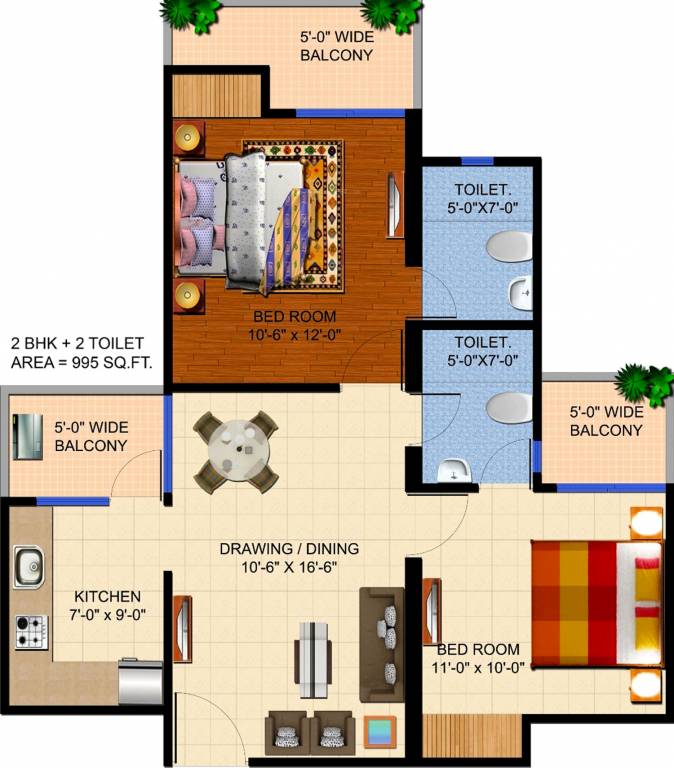 5'-0" WIDE
BALCONY
TOILET.
5'-0"X7'-0"
BED ROOM
10'-6" x 12'-0"
2 BHK + 2 TOILET
AREA = 995 SQ.FT.
TOILET.
5'-0"X7'-0"
5'-0" WIDE
BALCONY
5'-0" WIDE
BALCONY
DRAWING / DINING
10'-6" X 16'-6"
KITCHEN
7'-0" x 9'-0"
BED ROOM
11'-0" x 10'-0"